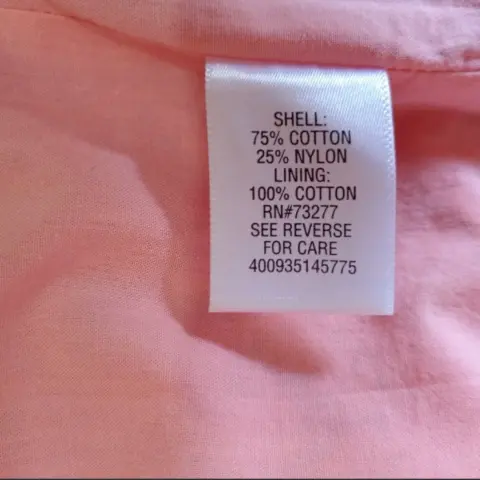 SHELL:
75% COTTON
25% NYLON
LINING:
100% COTTON
RN#73277
SEE REVERSE
FOR CARE
400935145775